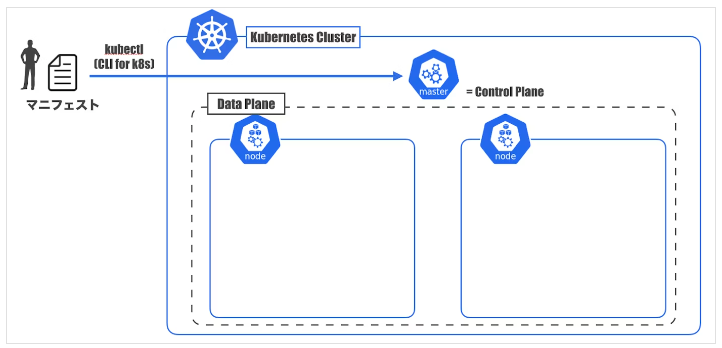 Kubernetes Cluster
kubectl
(CLI for k8s)
マニフェスト
master
= Control Plane
Data Plane
node
node